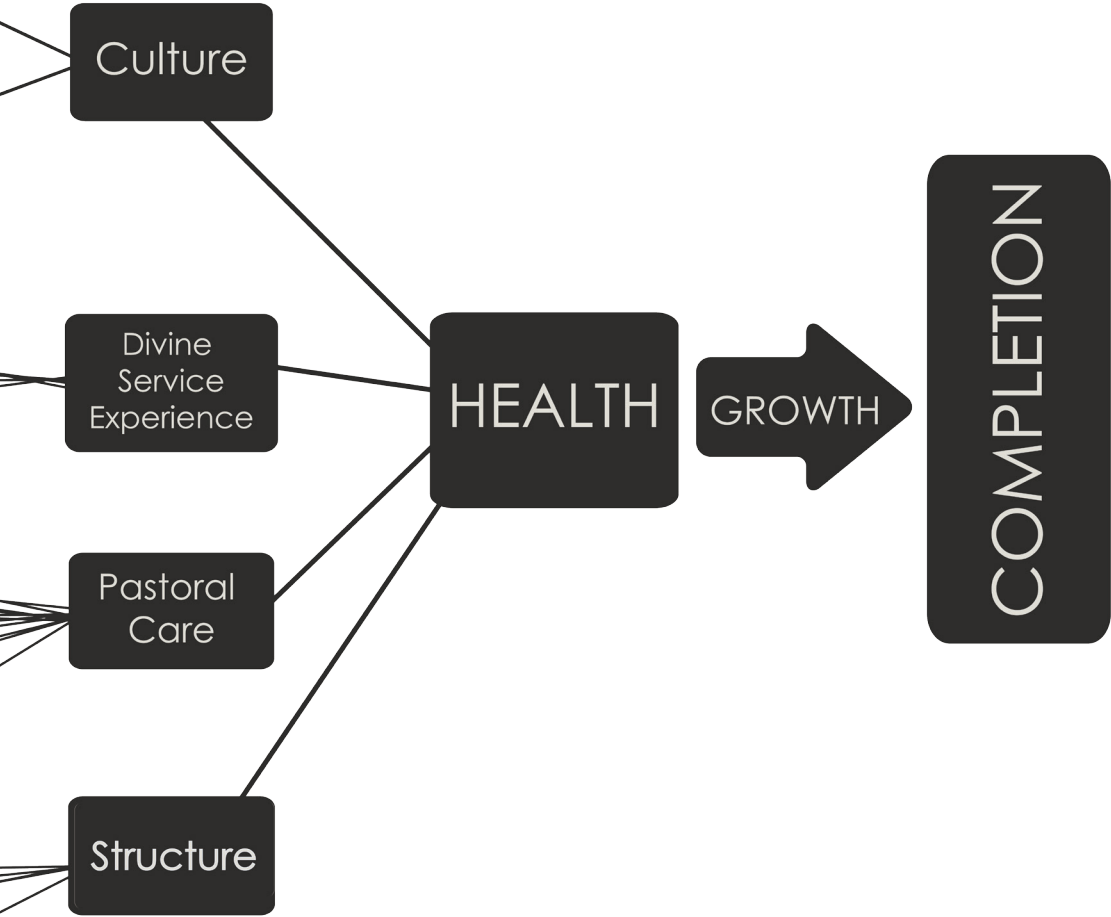 Culture
Divine
Service
Experience
Pastoral
Care
Structure
HEALTH
GROWTH
COMPLETION